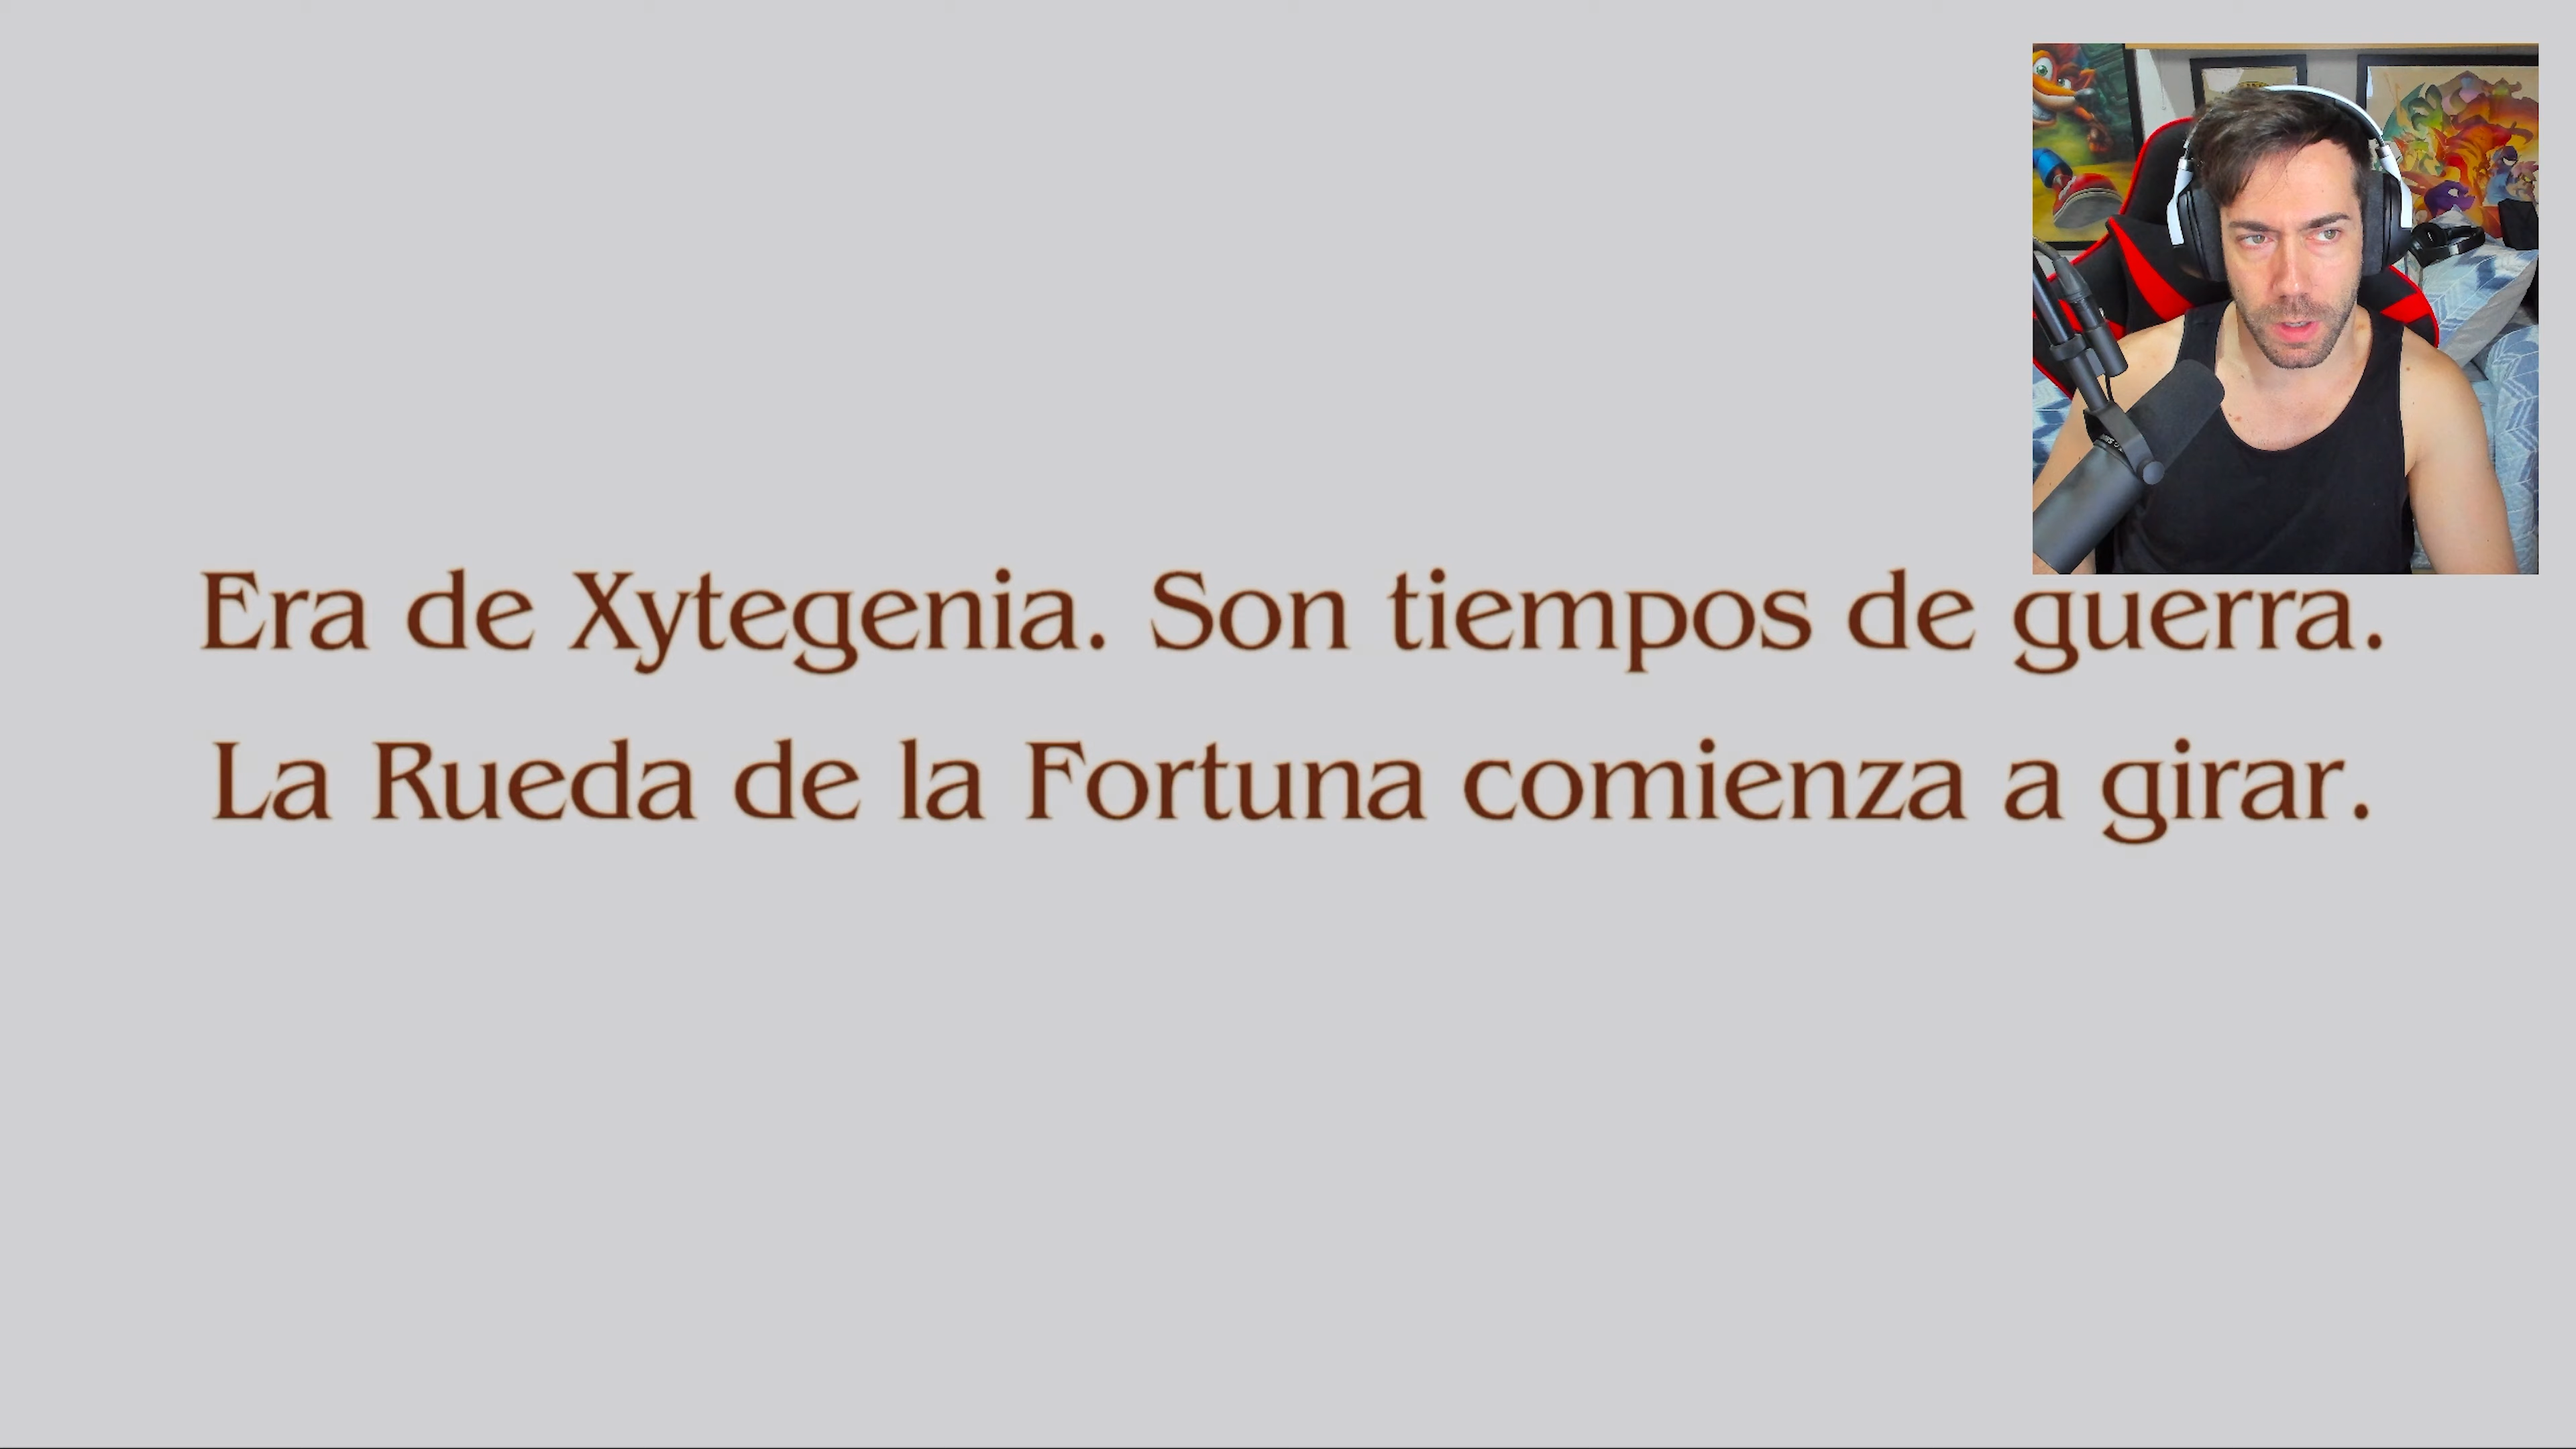 Era de Xytegenia. Son tiempos de guerra.
La Rueda de la Fortuna comienza a girar.